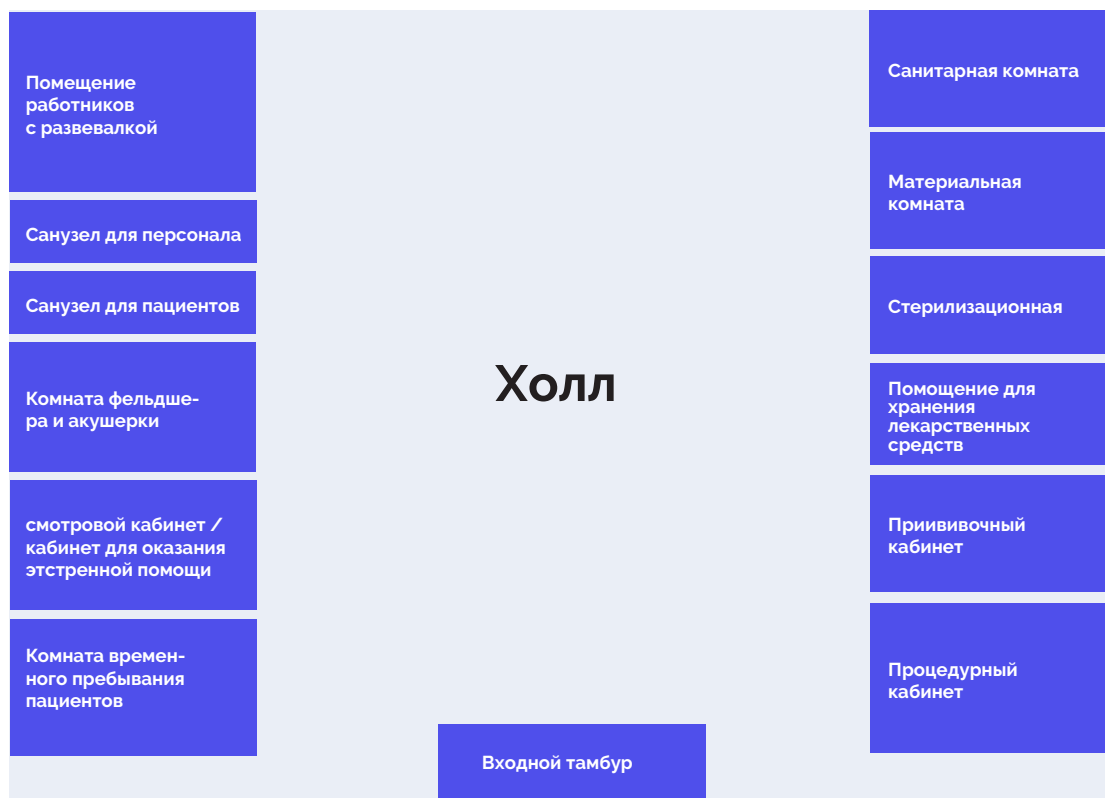 Помещение
работников
с развевалкой
Санузел для персонала
Санузел для пациентов
Комната фельдше-
ра и акушерки
смотровой кабинет /
кабинет для оказания
этстренной помощи
Комната времен-
ного пребывания
пациентов
Холл
Входной тамбур
Санитарная комната
Материальная
комната
Стерилизационная
Помощение для
хранения
лекарственных
средств
Приививочный
кабинет
Процедурный
кабинет